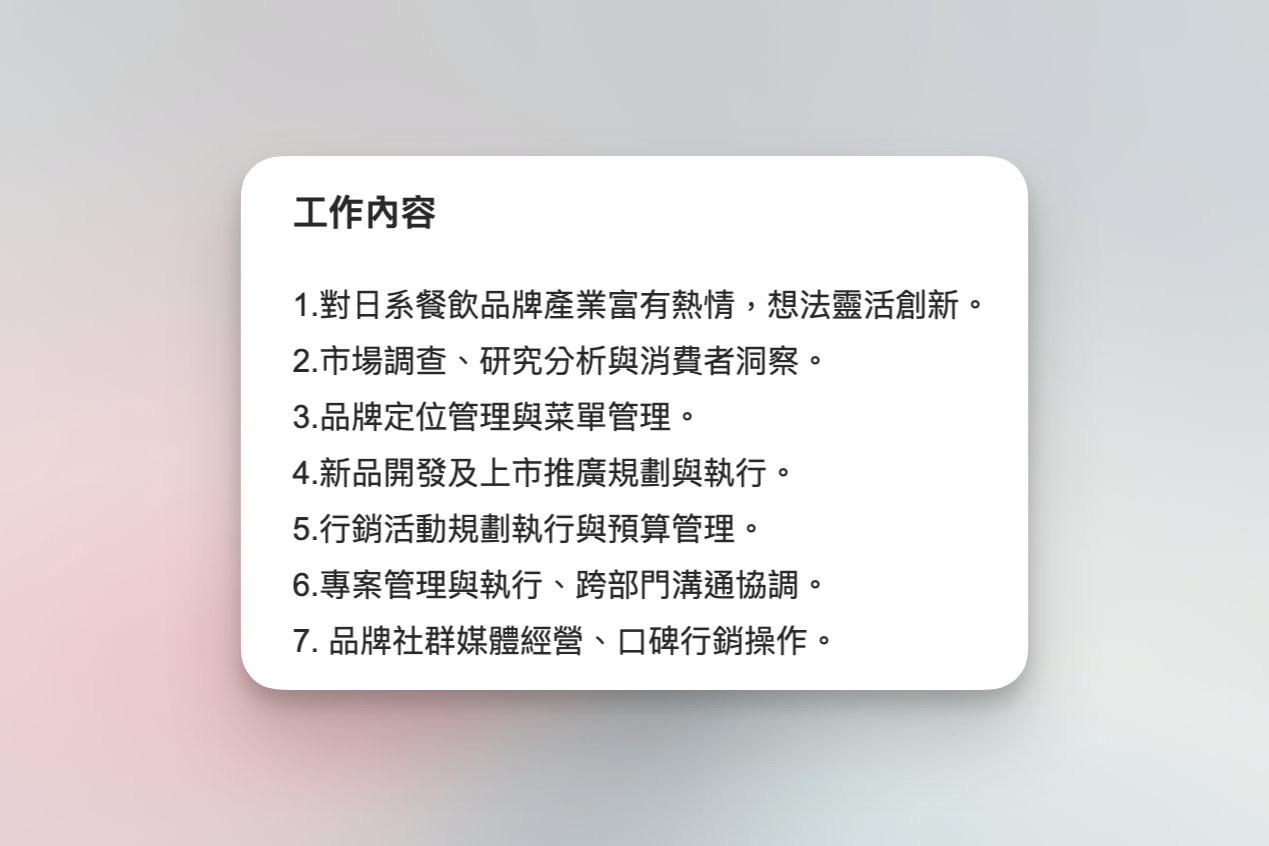 工作內容
1.對日系餐飲品牌產業富有熱情，想法靈活創新。
2.市場調查、研究分析與消費者洞察。
3.品牌定位管理與菜單管理。
4.新品開發及上市推廣規劃與執行。
5.行銷活動規劃執行與預算管理。
6.專案管理與執行、跨部門溝通協調。
7. 品牌社群媒體經營、口碑行銷操作。